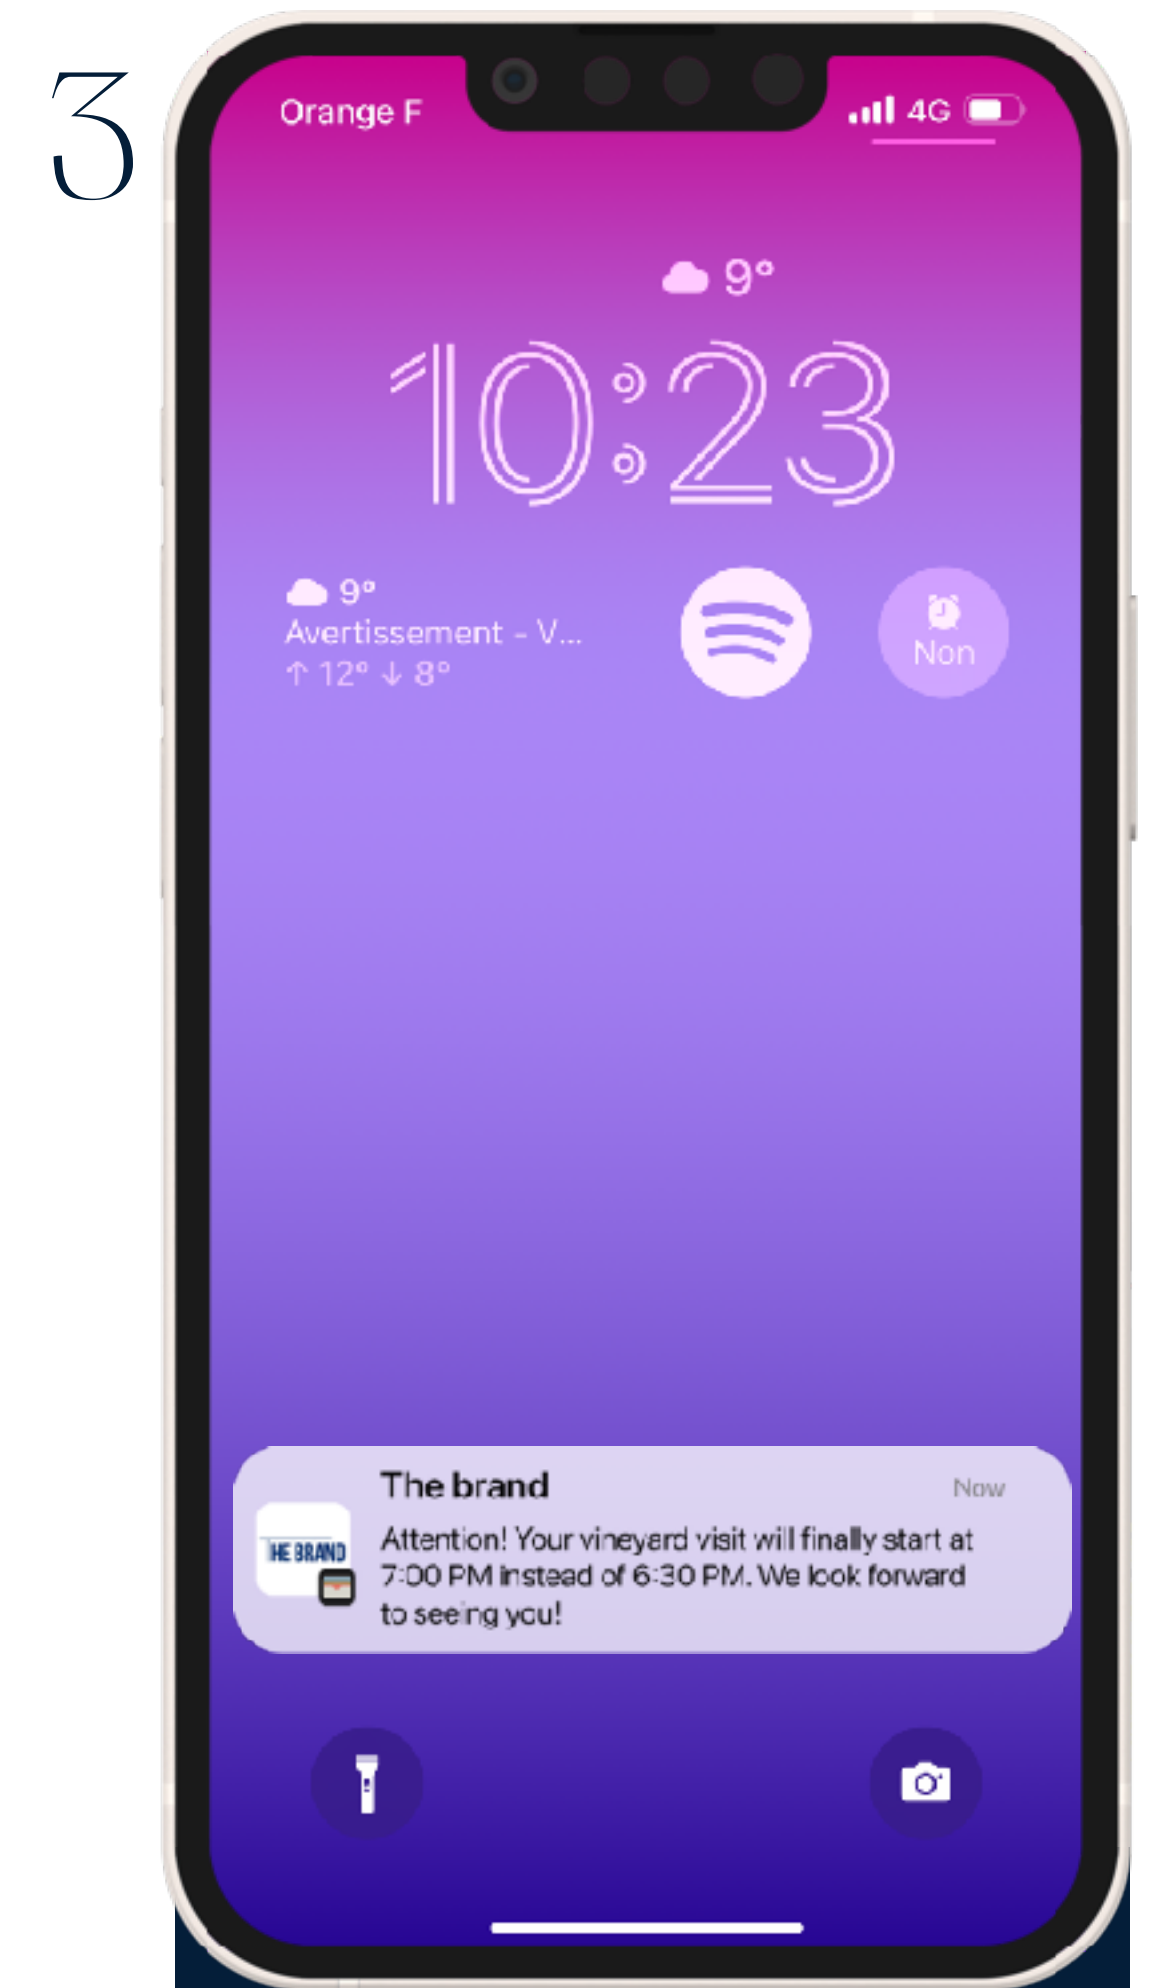 3
Orange F
4G
9°
10:23
9°
Avertissement - V...
↑ 12° ↓ 8°
Non
The brand
Now
THE BRAND
Attention! Your vineyard visit will finally start at
7:00 PM instead of 6:30 PM. We look forward
to seeing you!